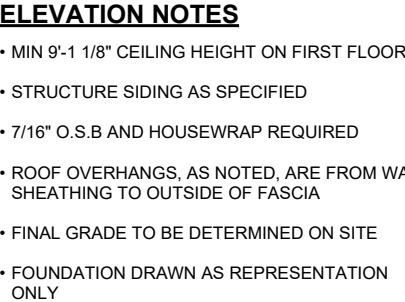 ELEVATION NOTES
• MIN 9'-1 1/8" CEILING HEIGHT ON FIRST FLOOR
• STRUCTURE SIDING AS SPECIFIED
• 7/16" O.S.B AND HOUSEWRAP REQUIRED
• ROOF OVERHANGS, AS NOTED, ARE FROM
SHEATHING TO OUTSIDE OF FASCIA
• FINAL GRADE TO BE DETERMINED ON SITE
• FOUNDATION DRAWN AS REPRESENTATION
ONLY